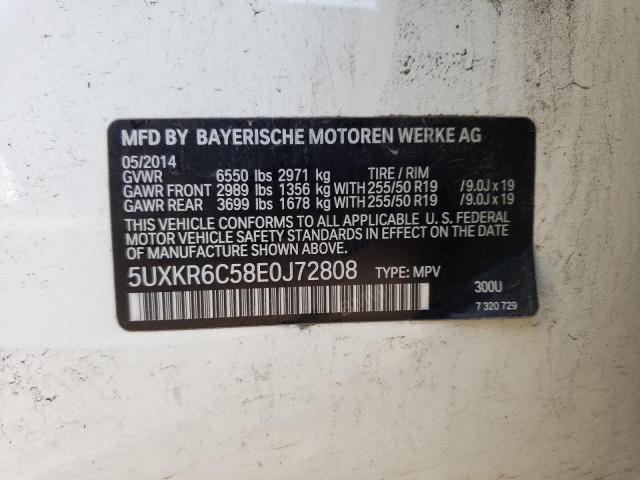 MFD BY BAYERISCHE MOTOREN WERKE AG
05/2014
GVWR 6550 lbs 2971 kg TIRE / RIM
GAWR FRONT 2989 lbs 1356 kg WITH 255/50 R19 /9.0J x 19
GAWR REAR 3699 lbs 1678 kg WITH 255/50 R19 /9.0J x 19
THIS VEHICLE CONFORMS TO ALL APPLICABLE U. S. FEDERAL
MOTOR VEHICLE SAFETY STANDARDS IN EFFECT ON THE DATE
OF MANUFACTURE SHOWN ABOVE.
5UXKR6C58E0J72808 TYPE: MPV
300U
7 320 729